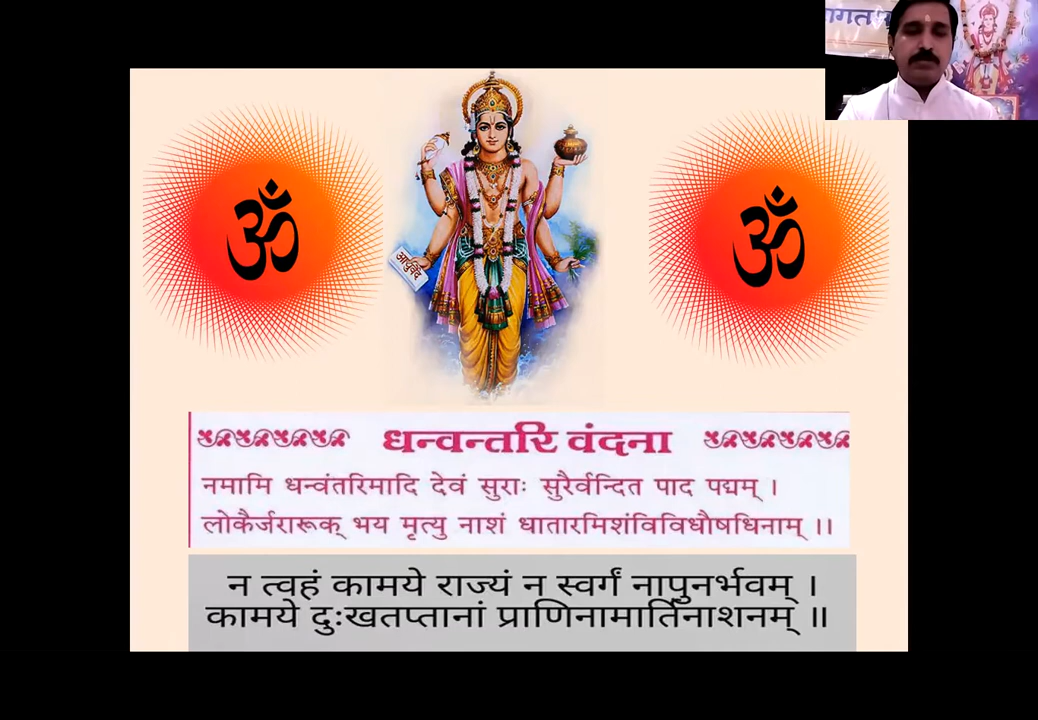 ॐ
ॐ
आयुर्वेद
धन्वन्तरि वंदना
नमामि धन्वंतरिमादि देवं सुराः सुरैर्वन्दित पाद पद्मम् ।
लोकैर्जरारूक् भय मृत्यु नाशं धातारमिशंविविधौषधिनाम् ।।
न त्वहं कामये राज्यं न स्वर्गं नापुनर्भवम् ।
कामये दुःखतप्तानां प्राणिनामार्तिनाशनम् ॥